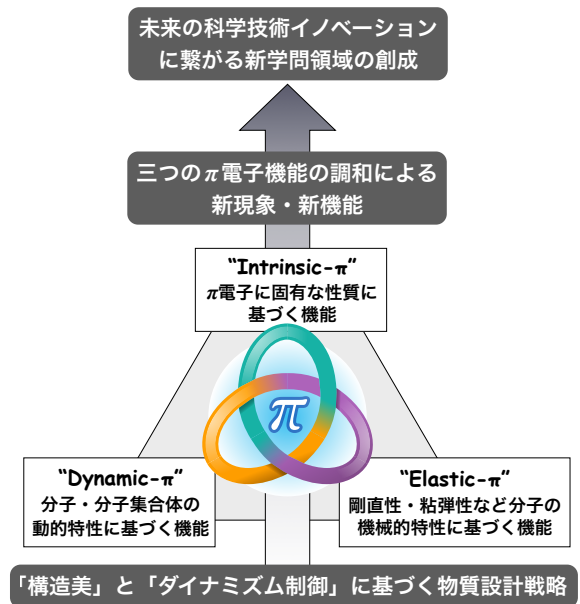 未来の科学技術イノベーション
に繋がる新学問領域の創成
三つのπ電子機能の調和による
新現象・新機能
“Intrinsic-π”
π電子に固有な性質に
基づく機能
π
“Dynamic-π”
分子・分子集合体の
動的特性に基づく機能
“Elastic-π”
剛直性・粘弾性など分子の
機械的特性に基づく機能
「構造美」と「ダイナミズム制御」に基づく物質設計戦略